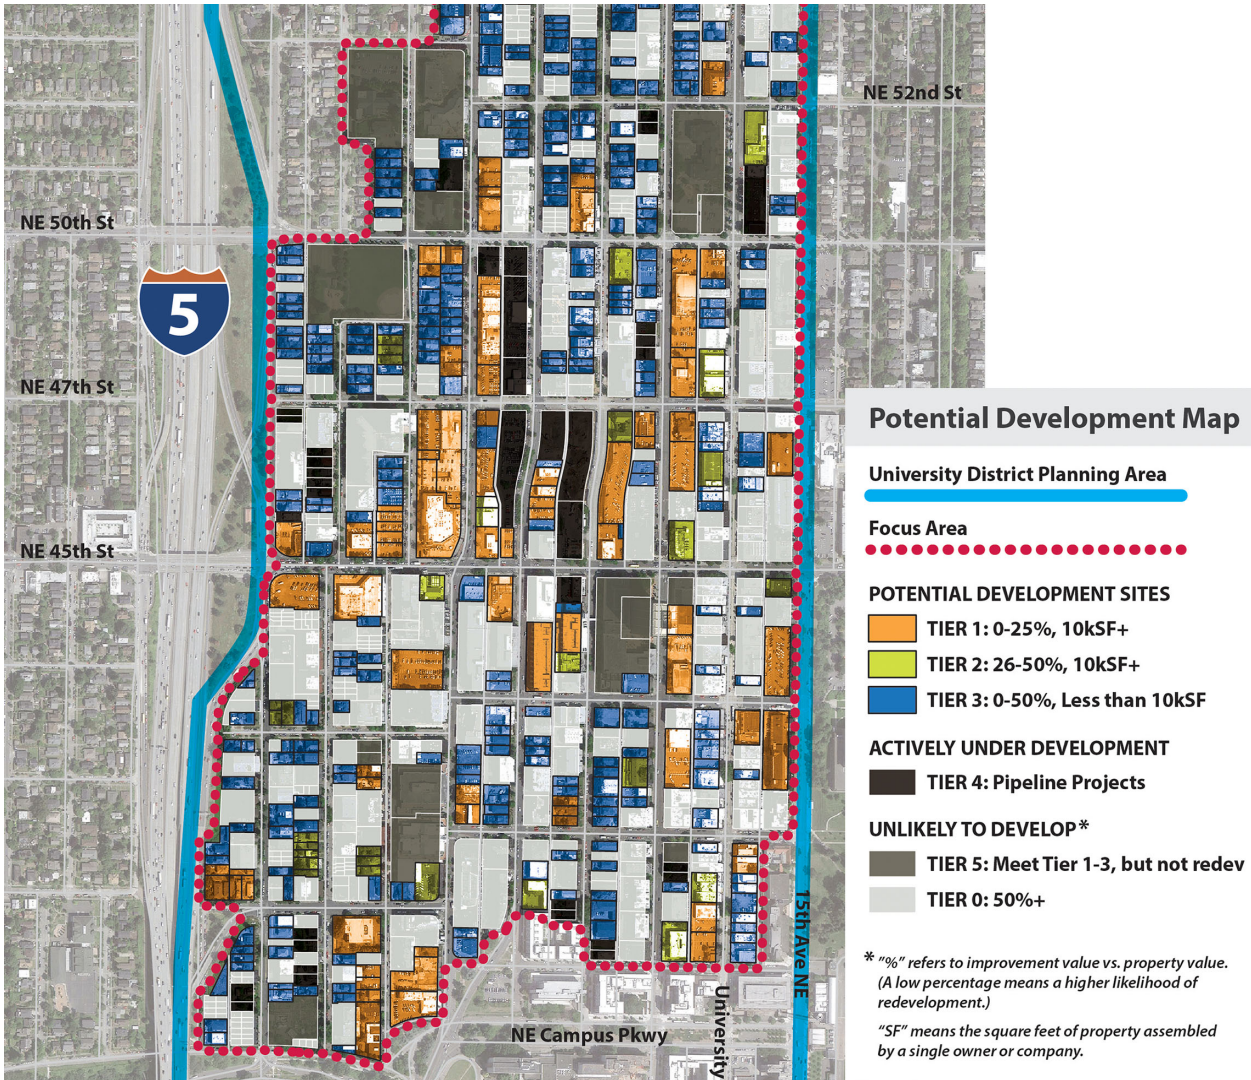 NE 52nd St
NE 50th St
5
NE 47th St
NE 45th St
15th Ave NE
University
NE Campus Pkwy
Potential Development Map
University District Planning Area
Focus Area
POTENTIAL DEVELOPMENT SITES
TIER 1: 0-25%, 10kSF+
TIER 2: 26-50%, 10kSF+
TIER 3: 0-50%, Less than 10kSF
ACTIVELY UNDER DEVELOPMENT
TIER 4: Pipeline Projects
UNLIKELY TO DEVELOP*
TIER 5: Meet Tier 1-3, but not redev
TIER 0: 50%+
* "%" refers to improvement value vs. property value.
(A low percentage means a higher likelihood of
redevelopment.)
"SF" means the square feet of property assembled
by a single owner or company.